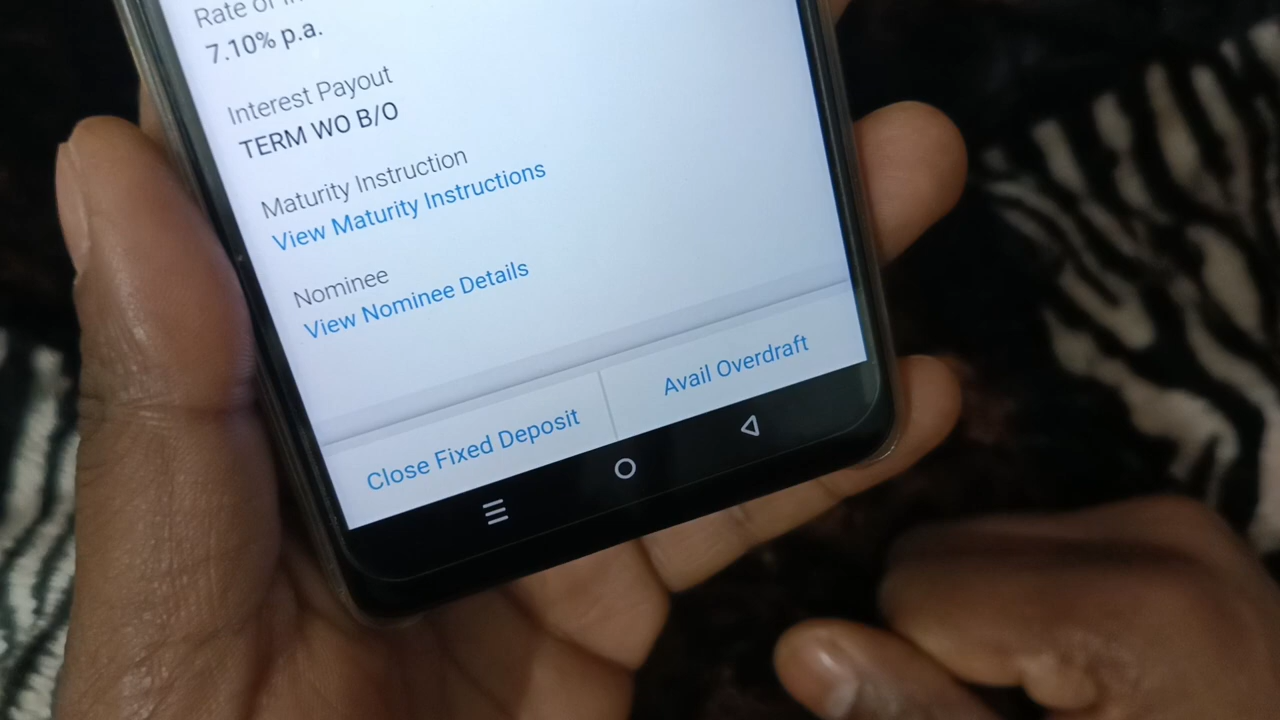 Rate of
7.10% p.a.
Interest Payout
TERM WO B/O
Maturity Instruction
View Maturity Instructions
Nominee
View Nominee Details
Close Fixed Deposit
Avail Overdraft